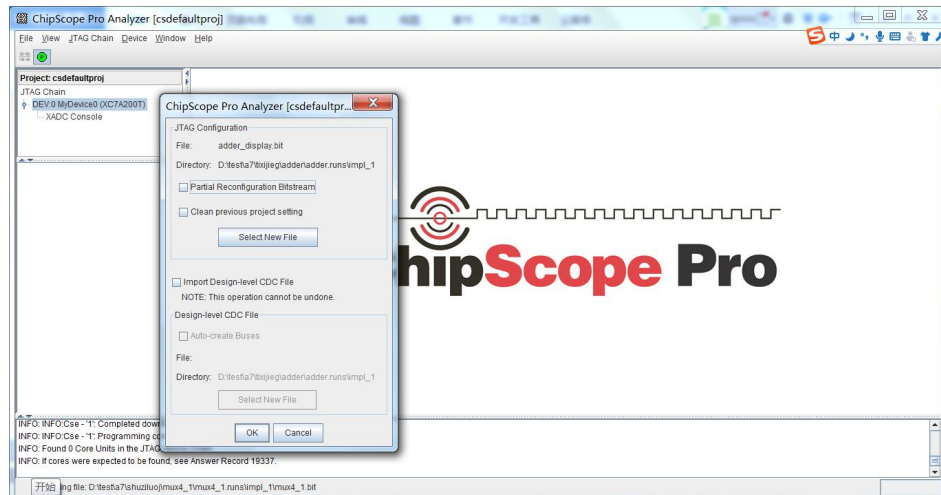 ChipScope Pro Analyzer [csdefaultproj]
File View JTAG Chain Device Window Help
中
Project: csdefaultproj
JTAG Chain
DEV:0 MyDevice0 (XC7A200T)
XADC Console
ChipScope Pro Analyzer [csdefaultpr...
JTAG Configuration
File: adder_display.bit
Directory: D:\test\a7\tixijieg\adder\adder.runs\impl_1
Partial Reconfiguration Bitstream
Clean previous project setting
Select New File
Import Design-level CDC File
NOTE: This operation cannot be undone.
Design-level CDC File
Auto-create Buses
File:
Directory: D:\test\a7\tixijieg\adder\adder.runs\impl_1
Select New File
OK Cancel
hipScope Pro
INFO: INFO:Cse - '1': Completed dow
INFO: INFO:Cse - '1': Programming co
INFO: Found 0 Core Units in the JTAG
INFO: If cores were expected to be found, see Answer Record 19337.
开始 ng file: D:\test\a7\shuziluoj\mux4_1\mux4_1.runs\impl_1\mux4_1.bit